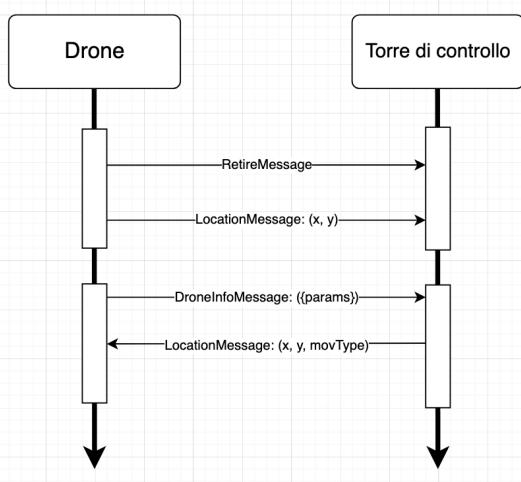 Drone
Torre di controllo
RetireMessage
LocationMessage: (x, y)
DroneInfoMessage: ({params})
LocationMessage: (x, y, movType)